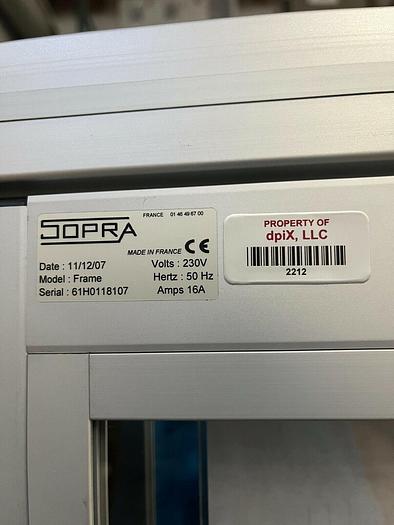 SOPRA
FRANCE 01 46 49 67 00
MADE IN FRANCE CE
Date : 11/12/07 Volts : 230V
Model : Frame Hertz : 50 Hz
Serial : 61H0118107 Amps 16A
PROPERTY OF
dpiX, LLC
2212